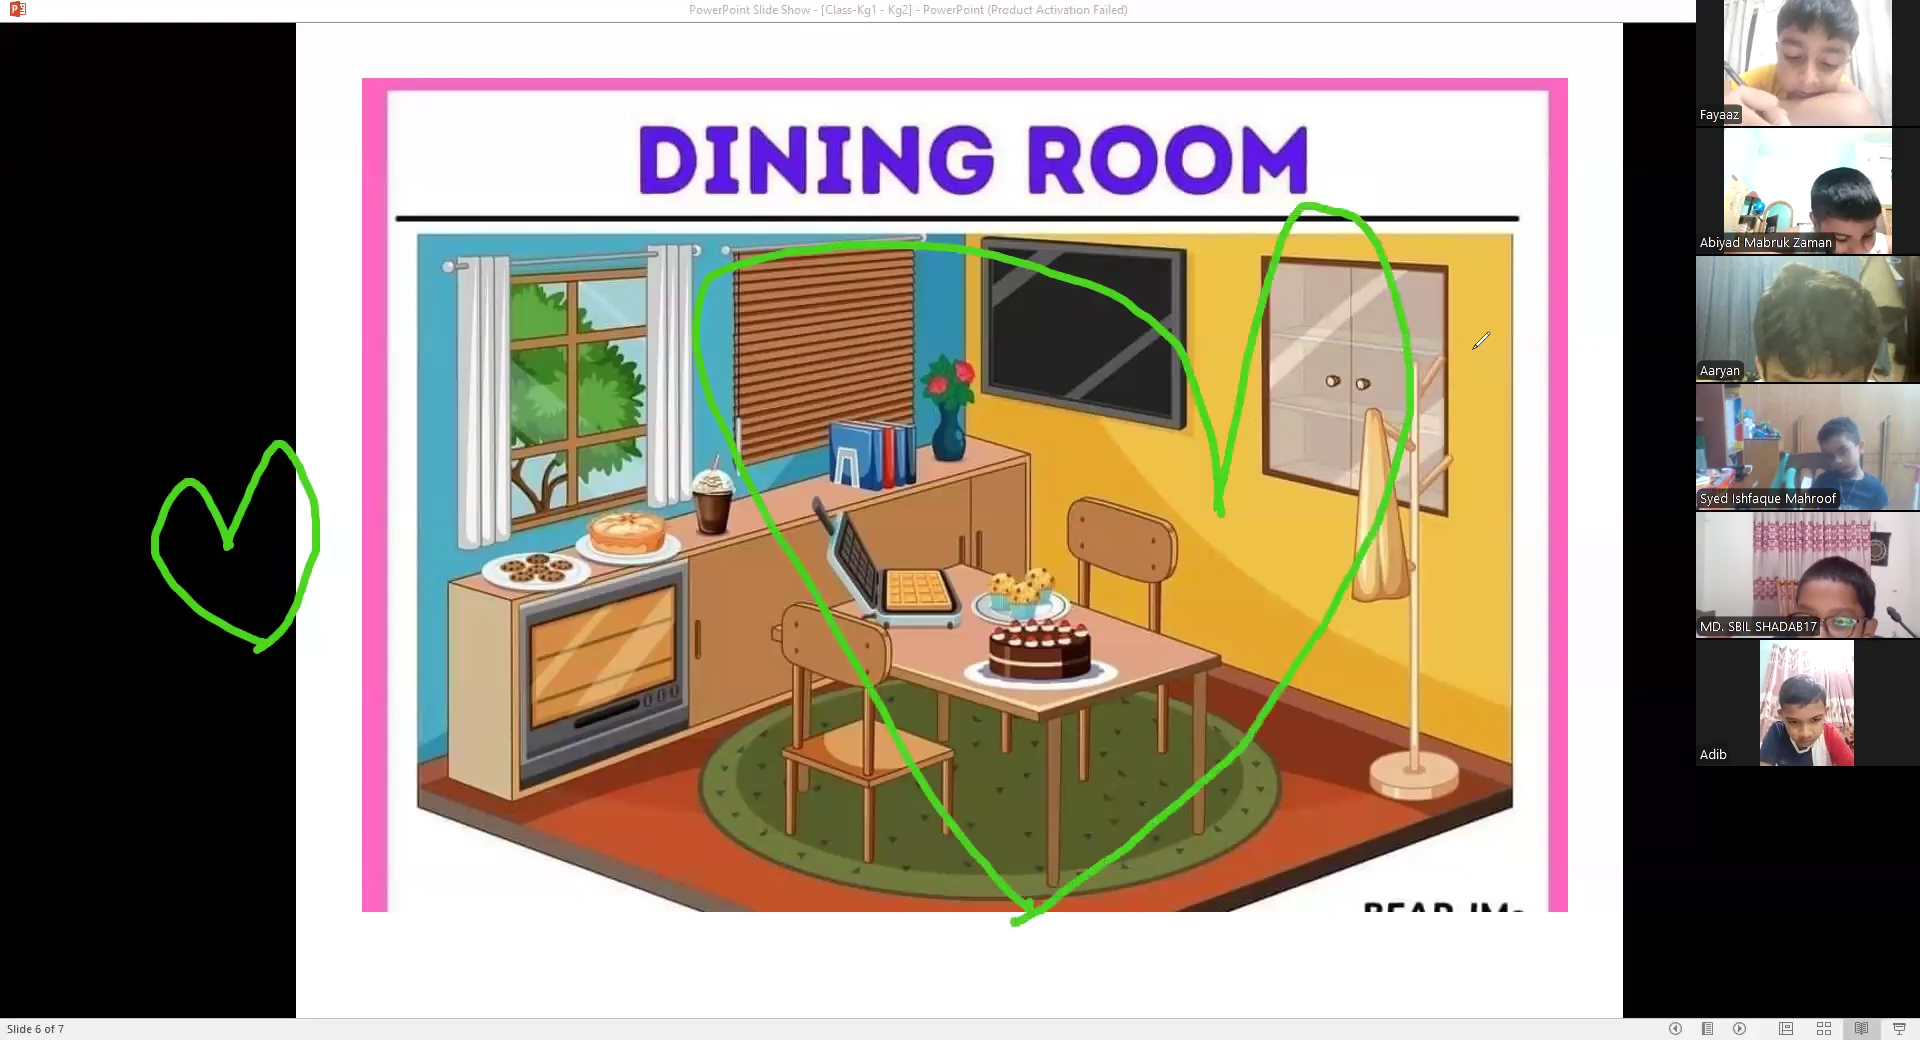 PowerPoint Slide Show - [Class-Kg1 - Kg2] - PowerPoint (Product Activation Failed)
DINING ROOM
Fayaaz
Abiyad Mabruk Zaman
Aaryan
Syed Ishfaque Mahroof
MD. SBIL SHADAB17
Adib
Slide 6 of 7